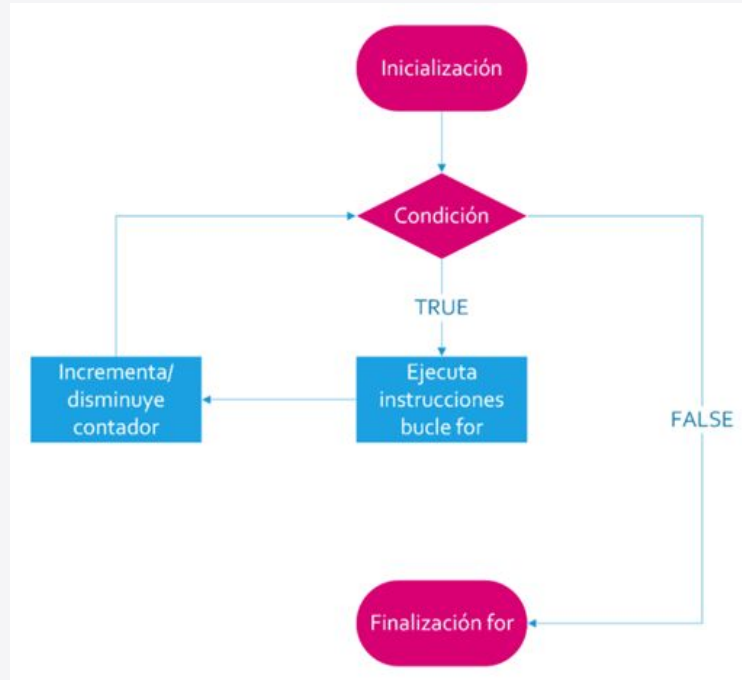 Inicialización
Condición
TRUE
Incrementa/
disminuye
contador
Ejecuta
instrucciones
bucle for
FALSE
Finalización for